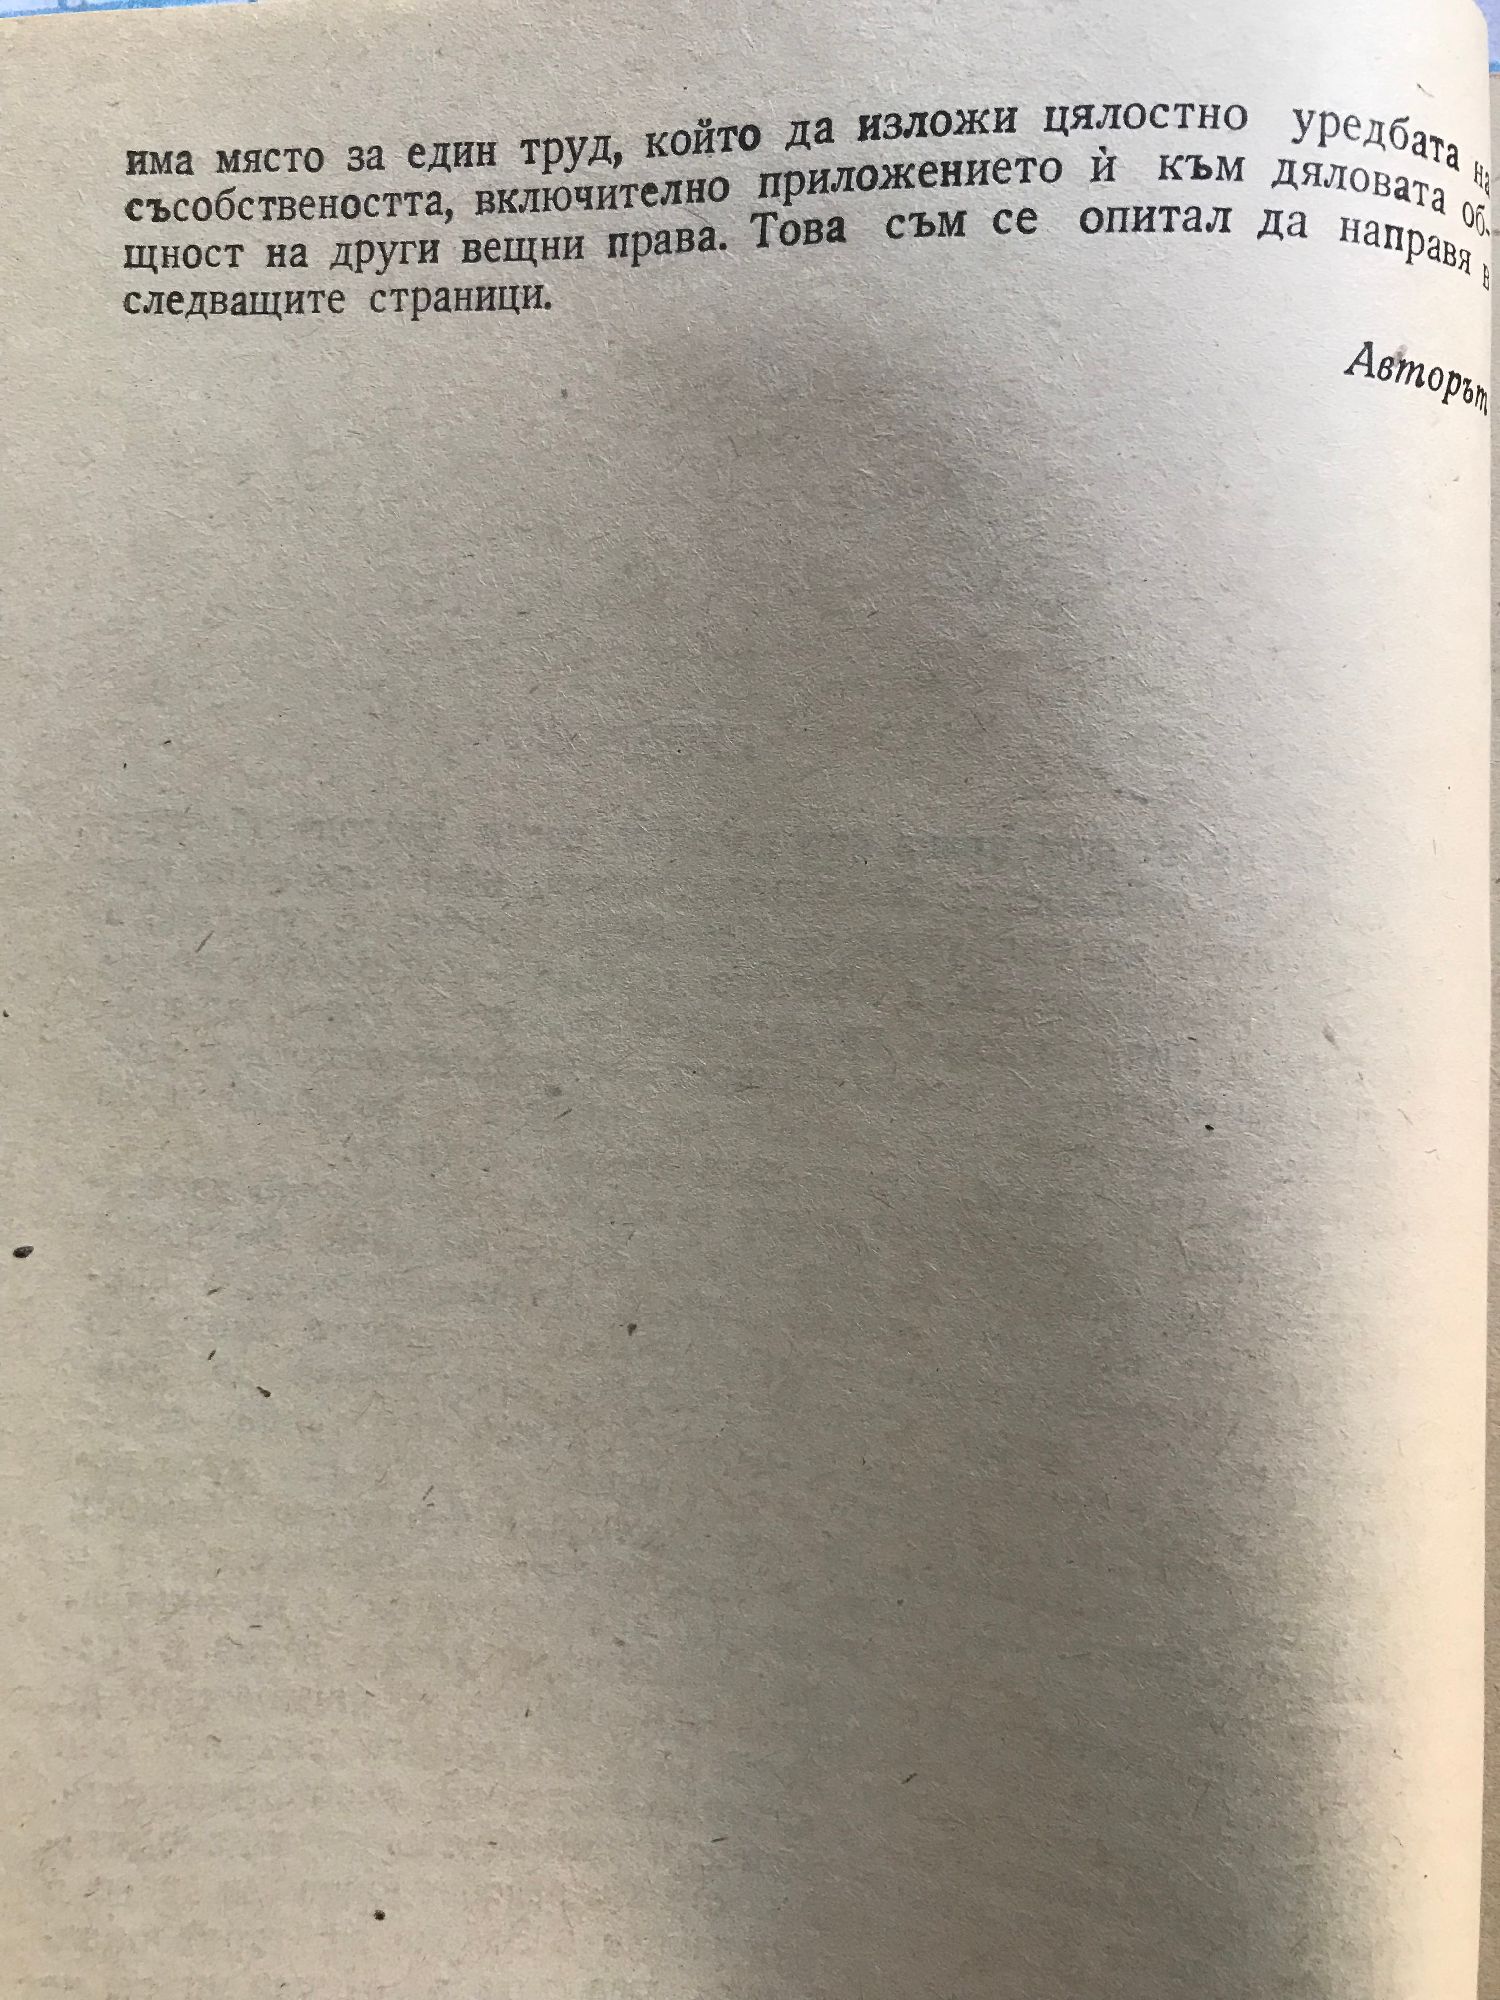 има място за един труд, който да изложи цялостно уредбата на
съсобствеността, включително приложението ѝ към дяловата об-
щност на други вещни права. Това съм се опитал да направя в
следващите страници.
Авторът